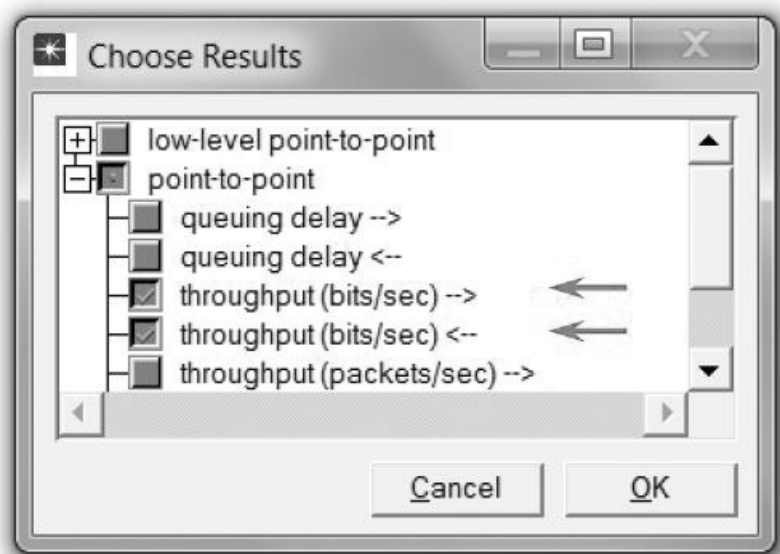 Choose Results
low-level point-to-point
point-to-point
queuing delay -->
queuing delay <--
throughput (bits/sec) -->
throughput (bits/sec) <--
throughput (packets/sec) -->
Cancel OK